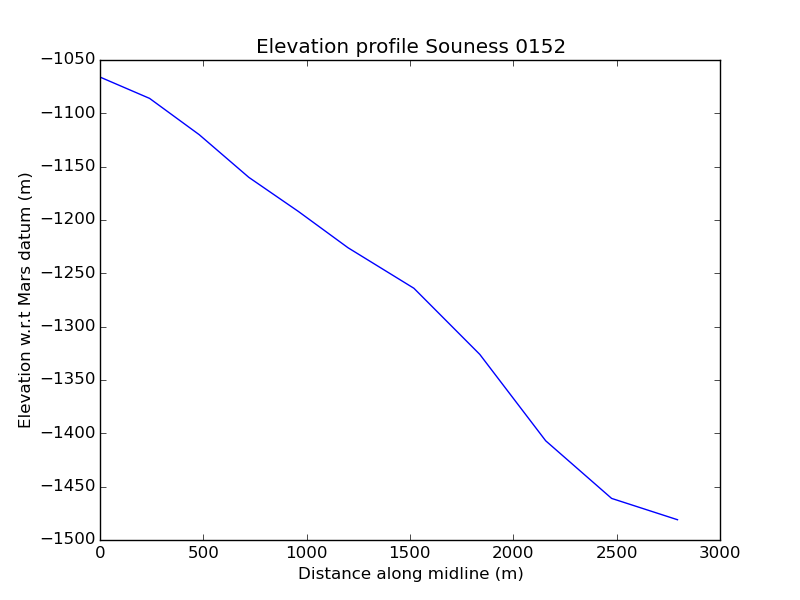 Elevation profile Souness 0152
−1050
−1100
−1150
−1200
−1250
−1300
−1350
−1400
−1450
−1500
Elevation w.r.t Mars datum (m)
0 500 1000 1500 2000 2500 3000
Distance along midline (m)